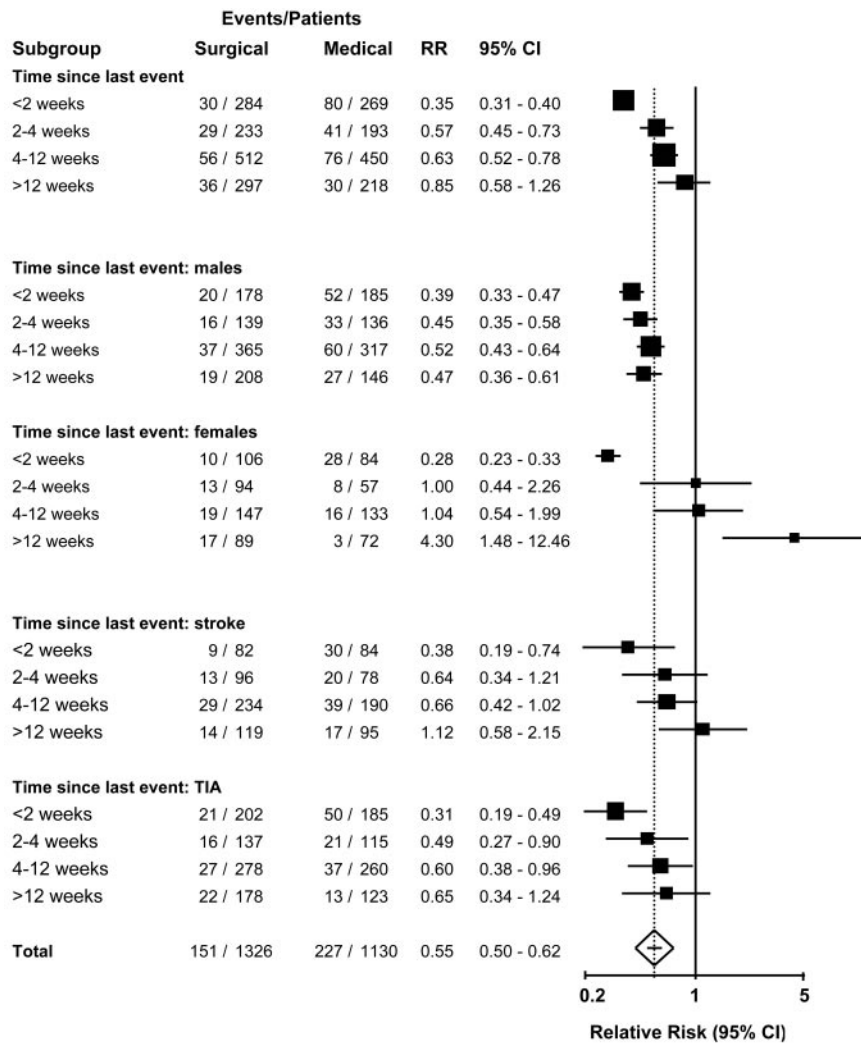 Events/Patients
Subgroup Surgical Medical RR 95% CI
Time since last event
<2 weeks 30 / 284 80 / 269 0.35 0.31 - 0.40
2-4 weeks 29 / 233 41 / 193 0.57 0.45 - 0.73
4-12 weeks 56 / 512 76 / 450 0.63 0.52 - 0.78
>12 weeks 36 / 297 30 / 218 0.85 0.58 - 1.26
Time since last event: males
<2 weeks 20 / 178 52 / 185 0.39 0.33 - 0.47
2-4 weeks 16 / 139 33 / 136 0.45 0.35 - 0.58
4-12 weeks 37 / 365 60 / 317 0.52 0.43 - 0.64
>12 weeks 19 / 208 27 / 146 0.47 0.36 - 0.61
Time since last event: females
<2 weeks 10 / 106 28 / 84 0.28 0.23 - 0.33
2-4 weeks 13 / 94 8 / 57 1.00 0.44 - 2.26
4-12 weeks 19 / 147 16 / 133 1.04 0.54 - 1.99
>12 weeks 17 / 89 3 / 72 4.30 1.48 - 12.46
Time since last event: stroke
<2 weeks 9 / 82 30 / 84 0.38 0.19 - 0.74
2-4 weeks 13 / 96 20 / 78 0.64 0.34 - 1.21
4-12 weeks 29 / 234 39 / 190 0.66 0.42 - 1.02
>12 weeks 14 / 119 17 / 95 1.12 0.58 - 2.15
Time since last event: TIA
<2 weeks 21 / 202 50 / 185 0.31 0.19 - 0.49
2-4 weeks 16 / 137 21 / 115 0.49 0.27 - 0.90
4-12 weeks 27 / 278 37 / 260 0.60 0.38 - 0.96
>12 weeks 22 / 178 13 / 123 0.65 0.34 - 1.24
Total 151 / 1326 227 / 1130 0.55 0.50 - 0.62
0.2 1 5
Relative Risk (95% CI)